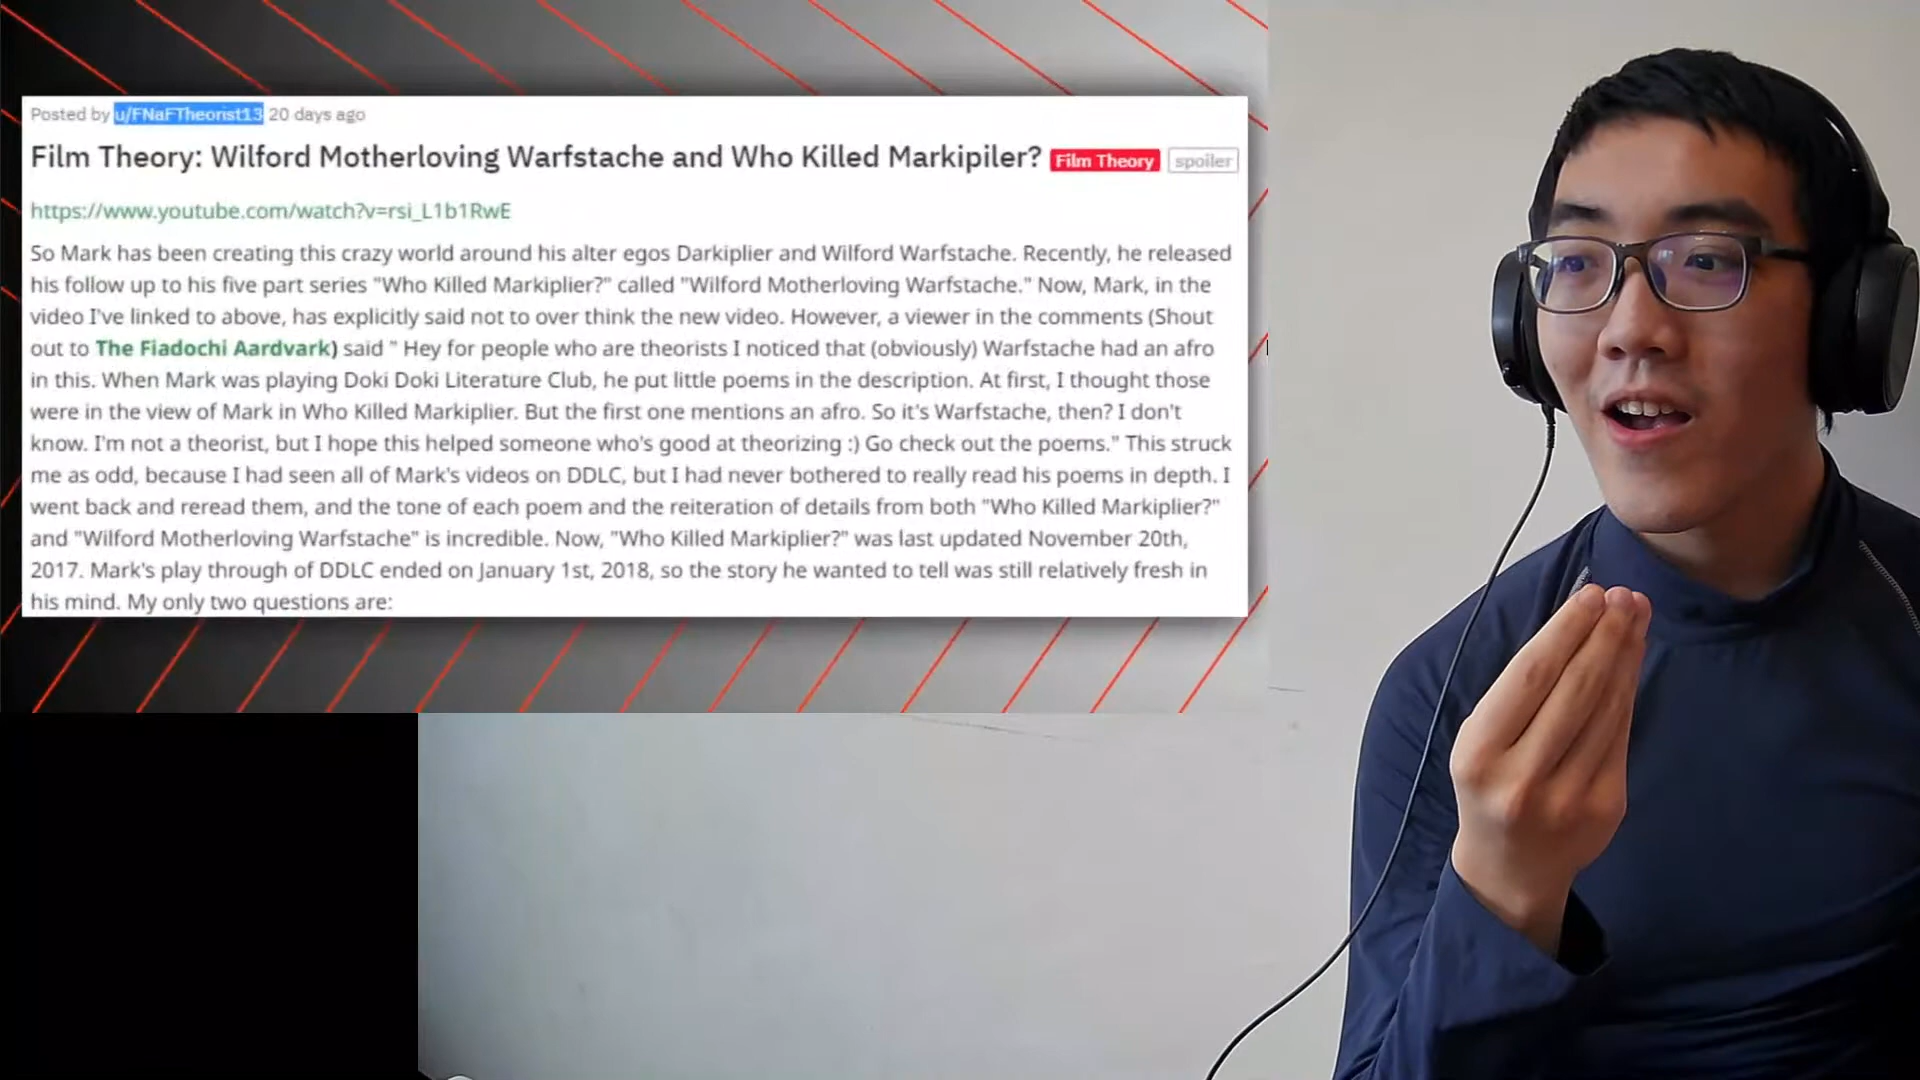 Posted by u/FNaFTheorist13 20 days ago
Film Theory: Wilford Motherloving Warfstache and Who Killed Markipiler? Film Theory spoiler
https://www.youtube.com/watch?v=rsi_L1b1RwE
So Mark has been creating this crazy world around his alter egos Darkiplier and Wilford Warfstache. Recently, he released
his follow up to his five part series "Who Killed Markiplier?" called "Wilford Motherloving Warfstache." Now, Mark, in the
video I've linked to above, has explicitly said not to over think the new video. However, a viewer in the comments (Shout
out to The Fiadochi Aardvark) said " Hey for people who are theorists I noticed that (obviously) Warfstache had an afro
in this. When Mark was playing Doki Doki Literature Club, he put little poems in the description. At first, I thought those
were in the view of Mark in Who Killed Markiplier. But the first one mentions an afro. So it's Warfstache, then? I don't
know. I'm not a theorist, but I hope this helped someone who's good at theorizing :) Go check out the poems." This struck
me as odd, because I had seen all of Mark's videos on DDLC, but I had never bothered to really read his poems in depth. I
went back and reread them, and the tone of each poem and the reiteration of details from both "Who Killed Markiplier?"
and "Wilford Motherloving Warfstache" is incredible. Now, "Who Killed Markiplier?" was last updated November 20th,
2017. Mark's play through of DDLC ended on January 1st, 2018, so the story he wanted to tell was still relatively fresh in
his mind. My only two questions are: